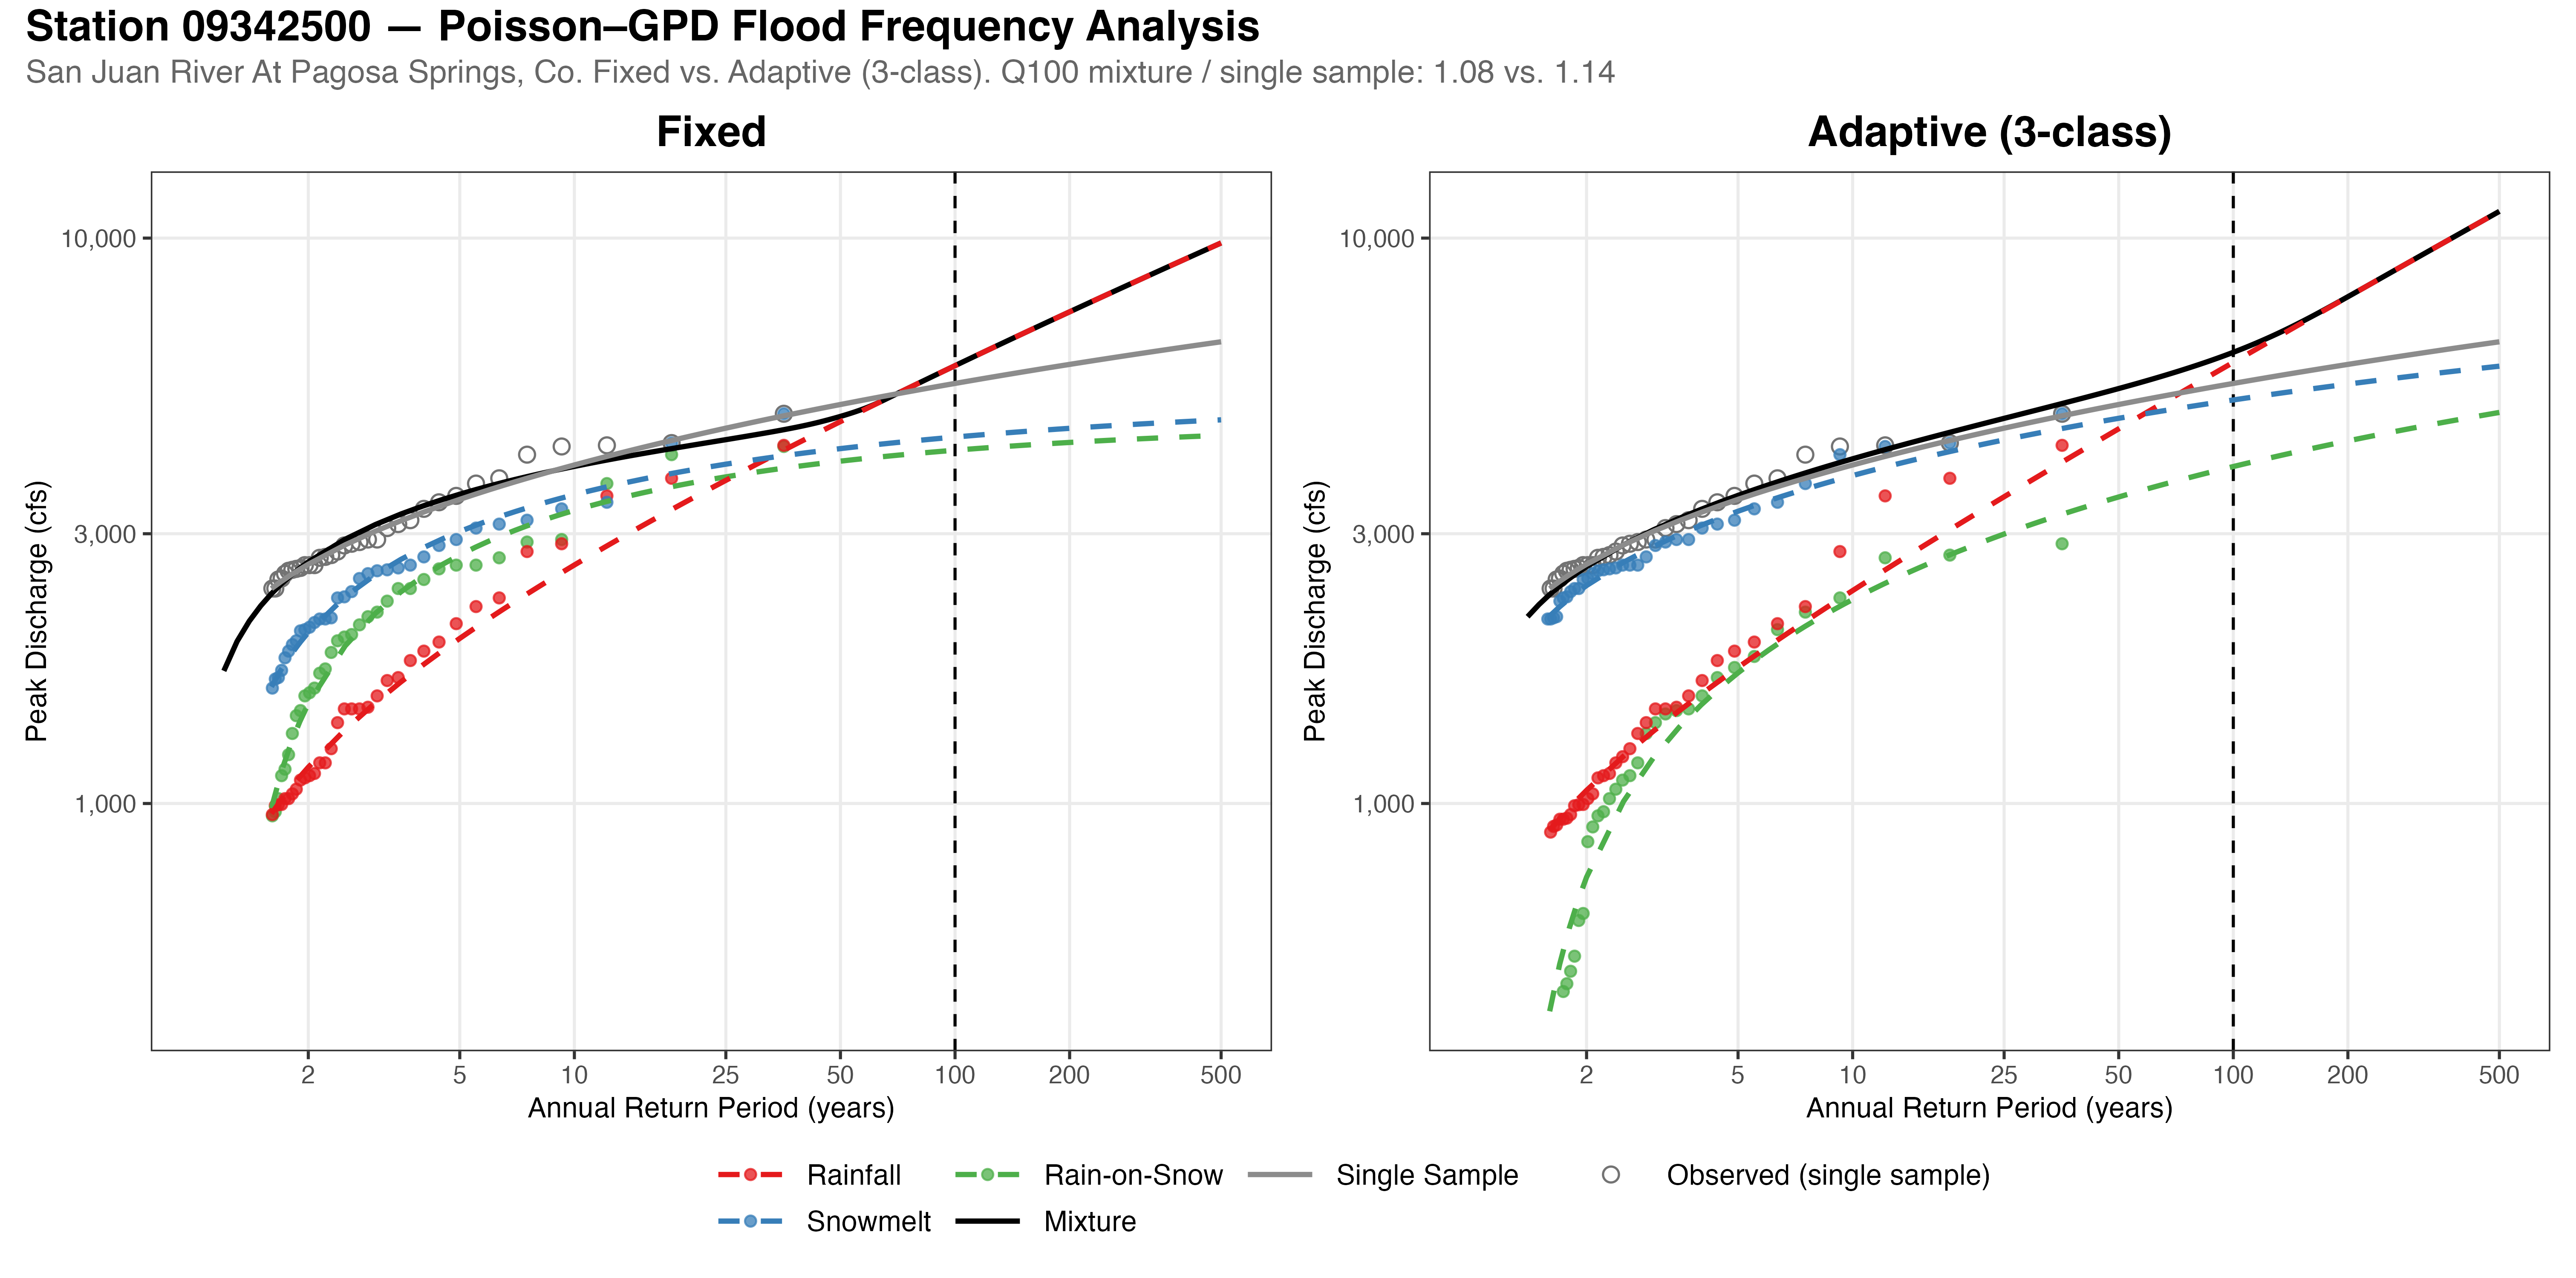 Station 09342500 — Poisson–GPD Flood Frequency Analysis
San Juan River At Pagosa Springs, Co. Fixed vs. Adaptive (3-class). Q100 mixture / single sample: 1.08 vs. 1.14
Fixed
Peak Discharge (cfs)
10,000
3,000
1,000
2 5 10 25 50 100 200 500
Annual Return Period (years)
Adaptive (3-class)
Peak Discharge (cfs)
10,000
3,000
1,000
2 5 10 25 50 100 200 500
Annual Return Period (years)
Rainfall Rain-on-Snow Single Sample Observed (single sample)
Snowmelt Mixture